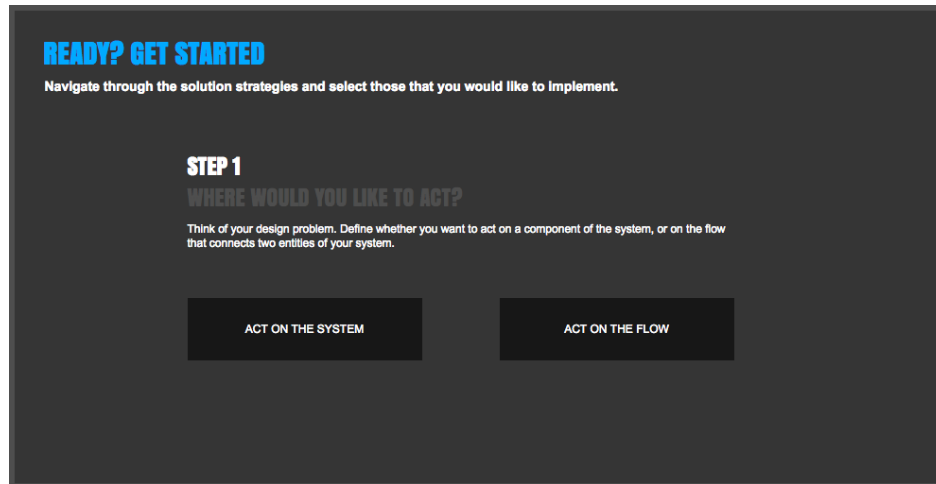 READY? GET STARTED
Navigate through the solution strategies and select those that you would like to implement.
STEP 1
WHERE WOULD YOU LIKE TO ACT?
Think of your design problem. Define whether you want to act on a component of the system, or on the flow
that connects two entities of your system.
ACT ON THE SYSTEM
ACT ON THE FLOW